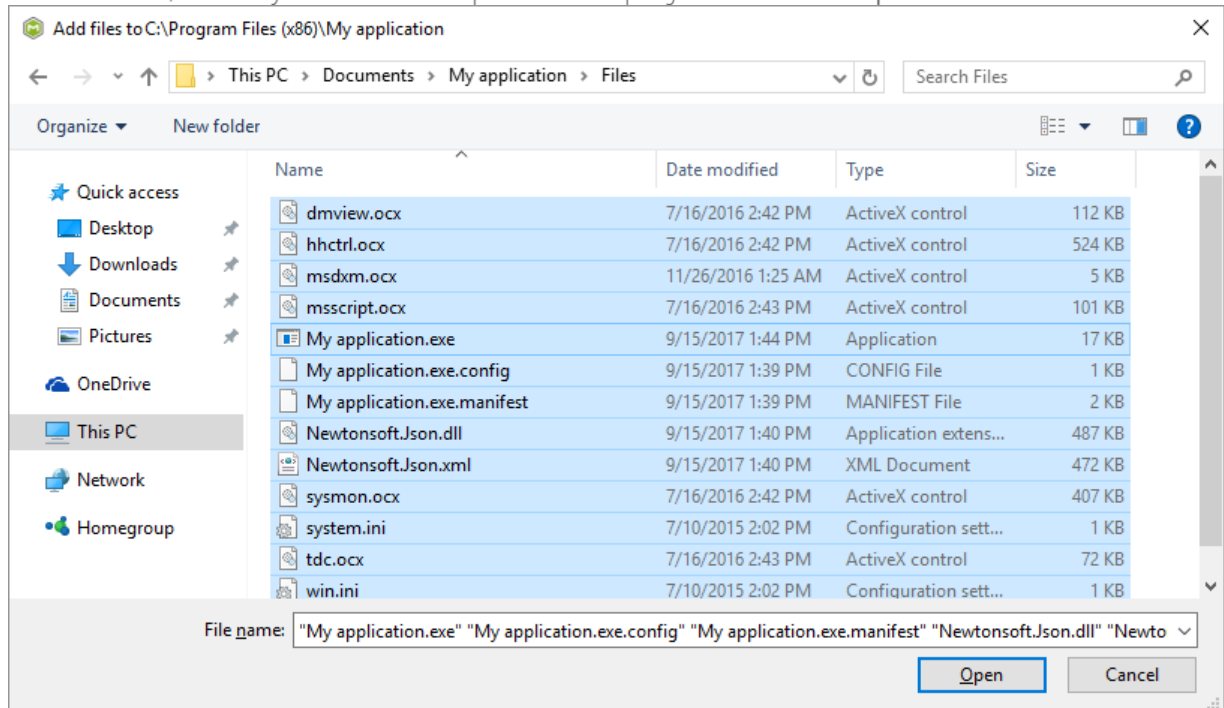 Add files to C:\Program Files (x86)\My application
This PC > Documents > My application > Files
Search Files
Organize New folder
Name Date modified Type Size
Quick access
Desktop
Downloads
Documents
Pictures
OneDrive
This PC
Network
Homegroup
dmview.ocx 7/16/2016 2:42 PM ActiveX control 112 KB
hhctrl.ocx 7/16/2016 2:42 PM ActiveX control 524 KB
msdxm.ocx 11/26/2016 1:25 AM ActiveX control 5 KB
msscript.ocx 7/16/2016 2:43 PM ActiveX control 101 KB
My application.exe 9/15/2017 1:44 PM Application 17 KB
My application.exe.config 9/15/2017 1:39 PM CONFIG File 1 KB
My application.exe.manifest 9/15/2017 1:39 PM MANIFEST File 2 KB
Newtonsoft.Json.dll 9/15/2017 1:40 PM Application extens... 487 KB
Newtonsoft.Json.xml 9/15/2017 1:40 PM XML Document 472 KB
sysmon.ocx 7/16/2016 2:42 PM ActiveX control 407 KB
system.ini 7/10/2015 2:02 PM Configuration sett... 1 KB
tdc.ocx 7/16/2016 2:43 PM ActiveX control 72 KB
win.ini 7/10/2015 2:02 PM Configuration sett... 1 KB
File name: "My application.exe" "My application.exe.config" "My application.exe.manifest" "Newtonsoft.Json.dll" "Newto
Open Cancel